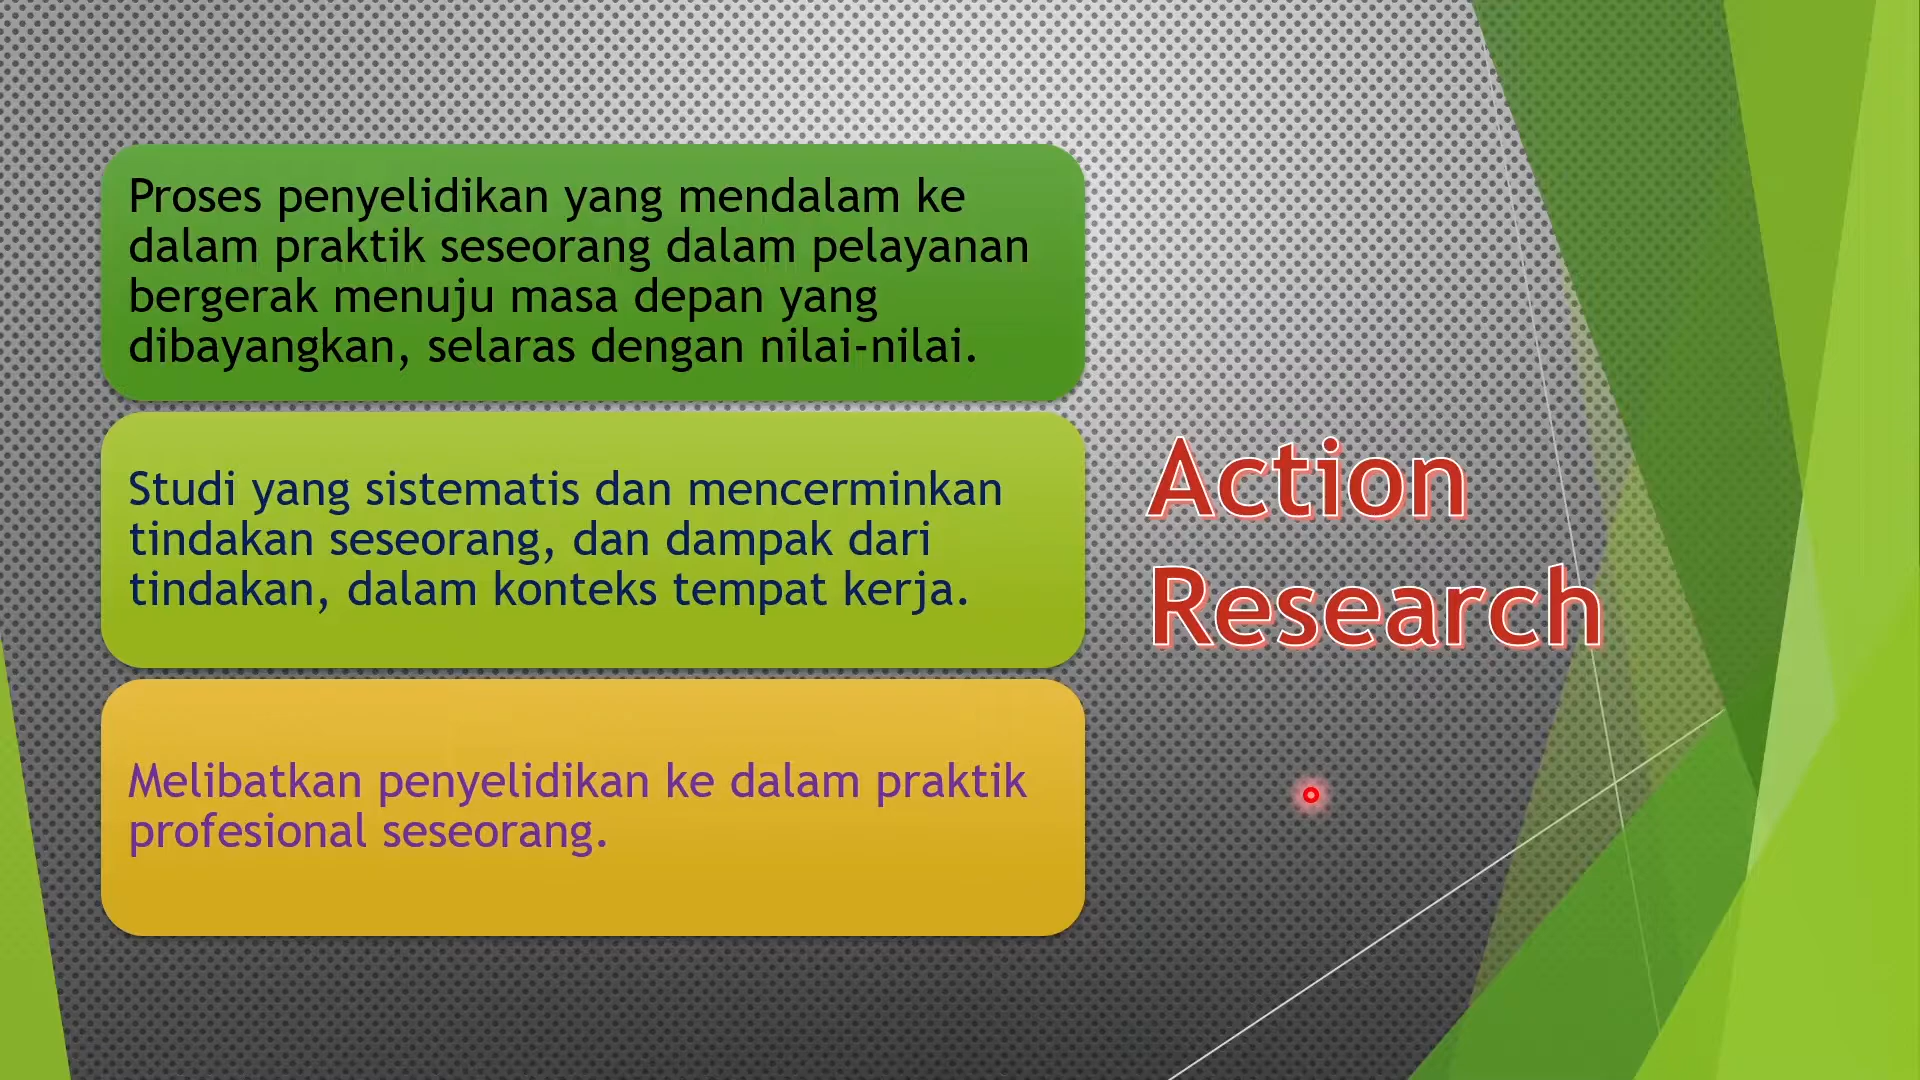 Proses penyelidikan yang mendalam ke
dalam praktik seseorang dalam pelayanan
bergerak menuju masa depan yang
dibayangkan, selaras dengan nilai-nilai.
Studi yang sistematis dan mencerminkan
tindakan seseorang, dan dampak dari
tindakan, dalam konteks tempat kerja.
Melibatkan penyelidikan ke dalam praktik
profesional seseorang.
Action
Research